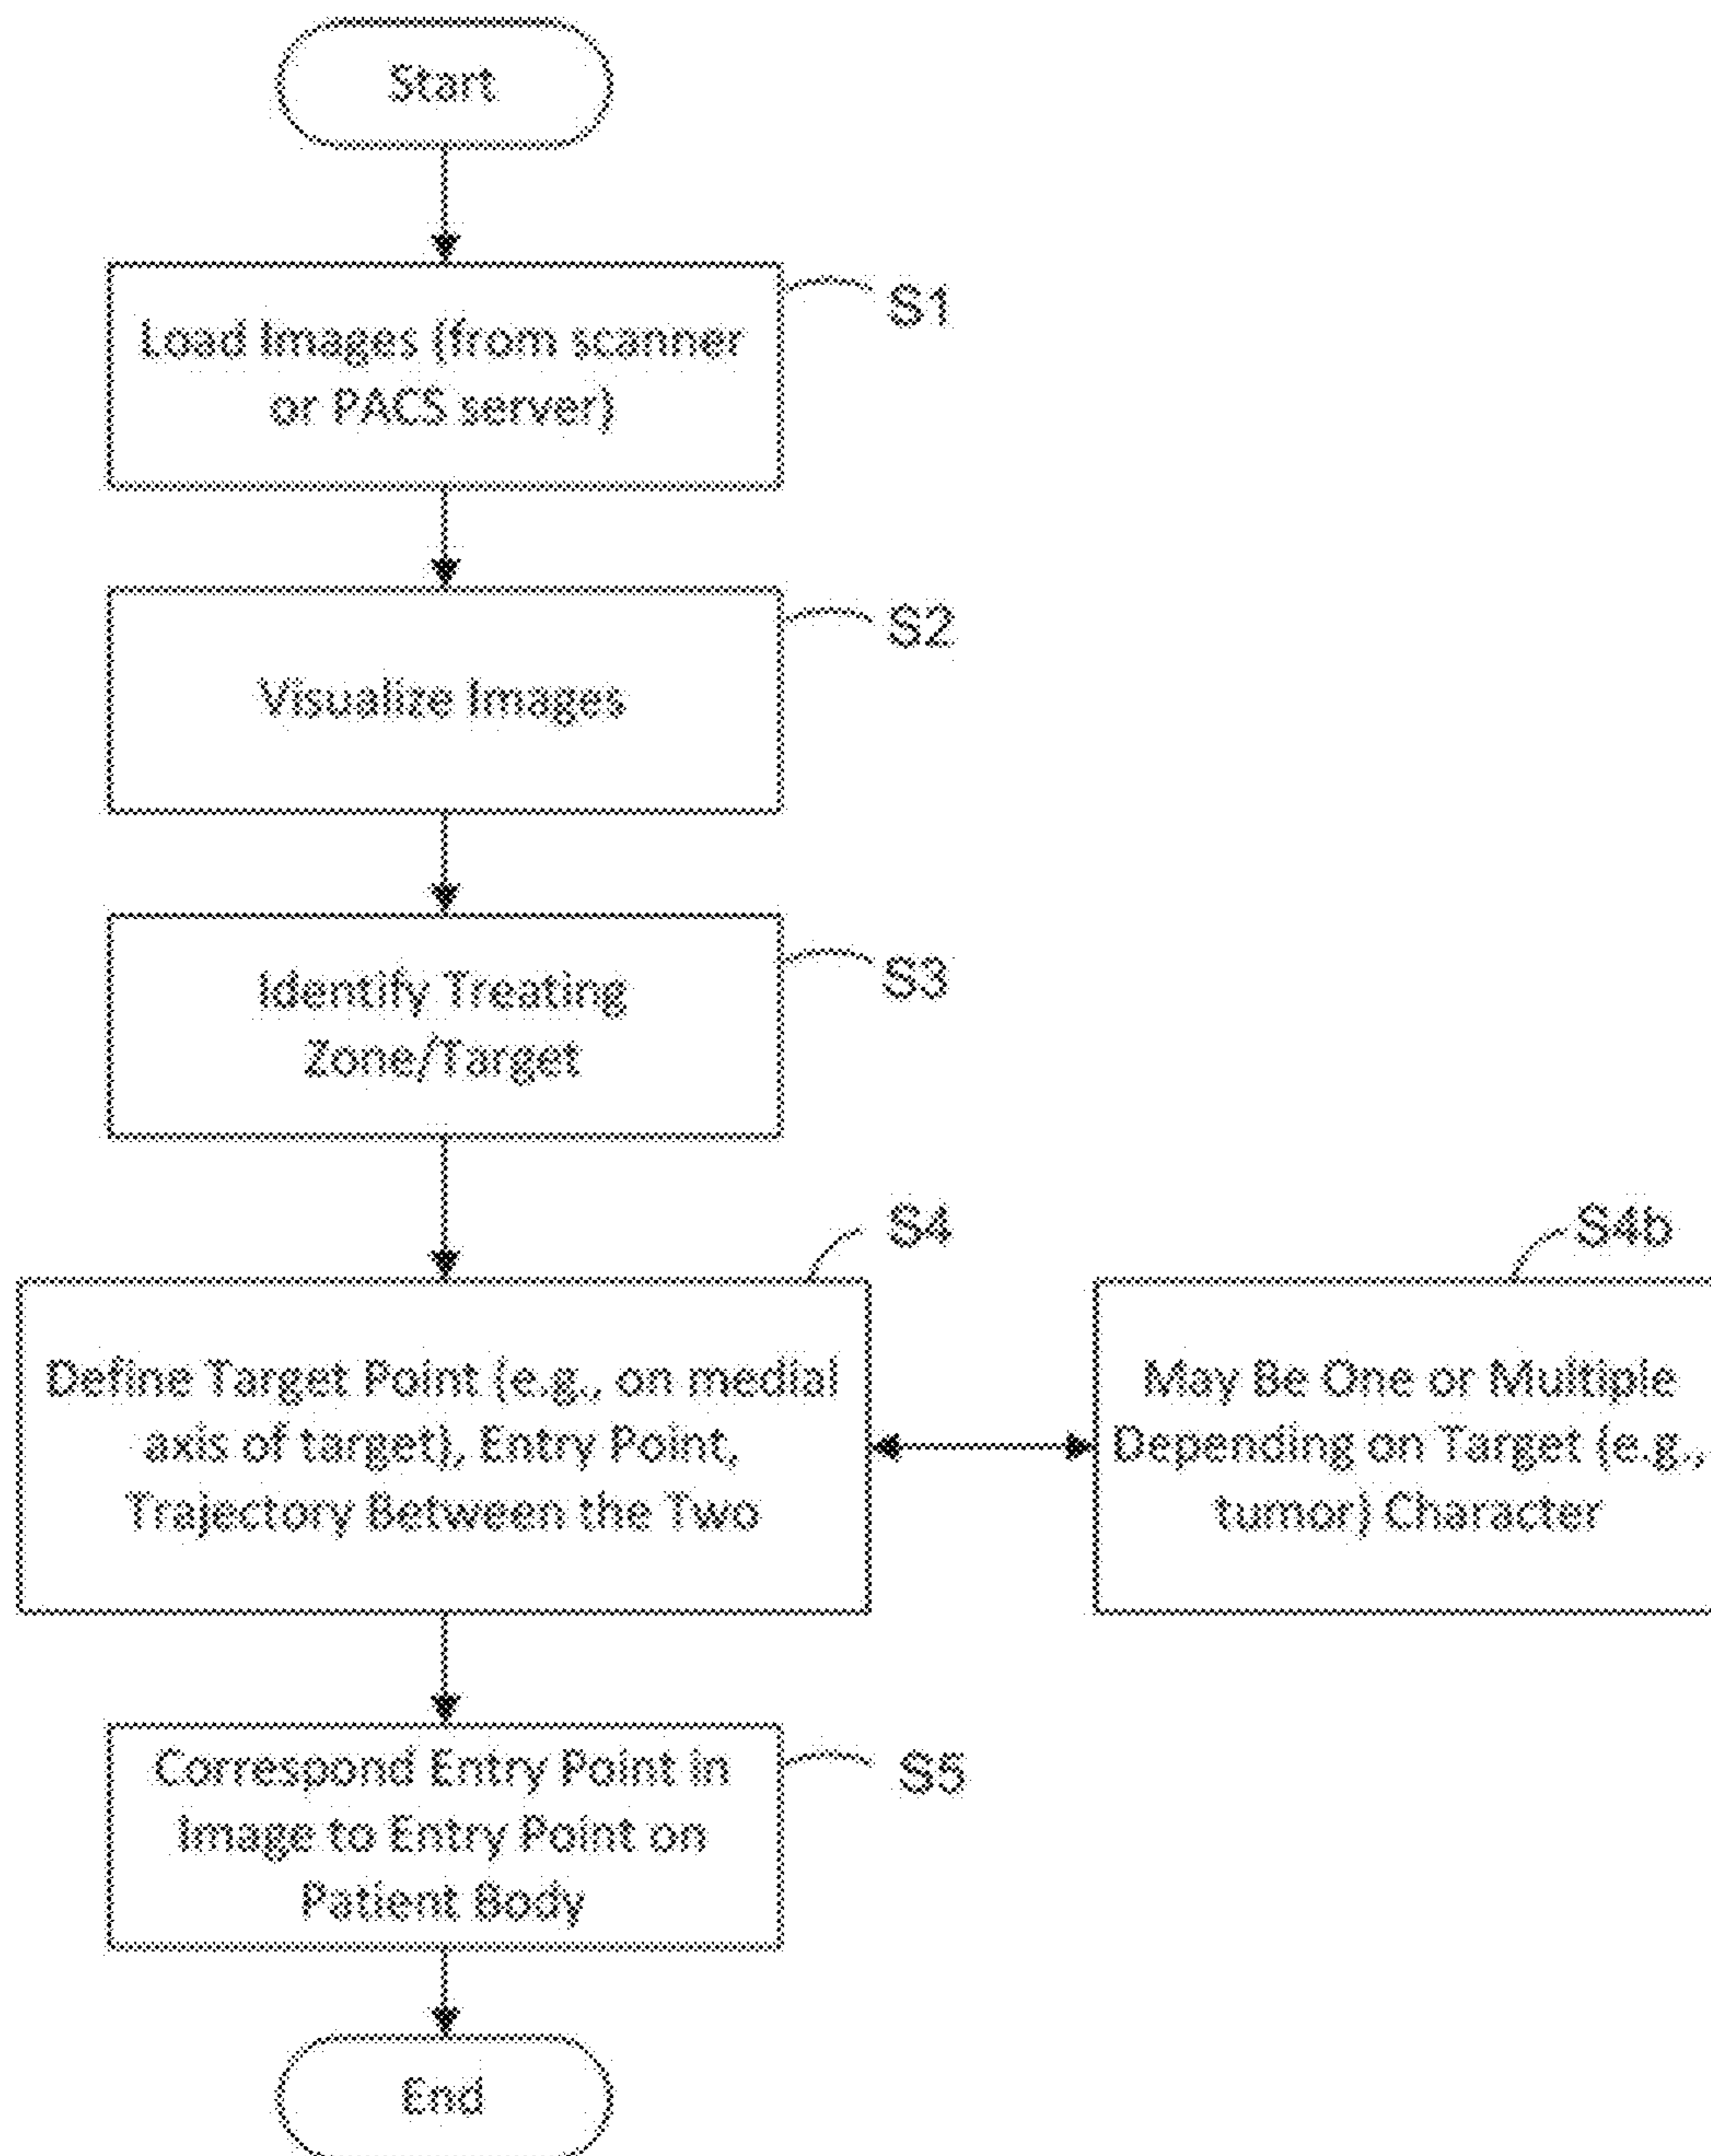 Start
Load Images (from scanner
or PACS server)
S1
Visualize Images
S2
Identify Treating
Zone/Target
S3
Define Target Point (e.g., on medial
axis of target), Entry Point,
Trajectory Between the Two
S4
May Be One or Multiple
Depending on Target (e.g.,
tumor) Character
S4b
Correspond Entry Point in
Image to Entry Point on
Patient Body
S5
End